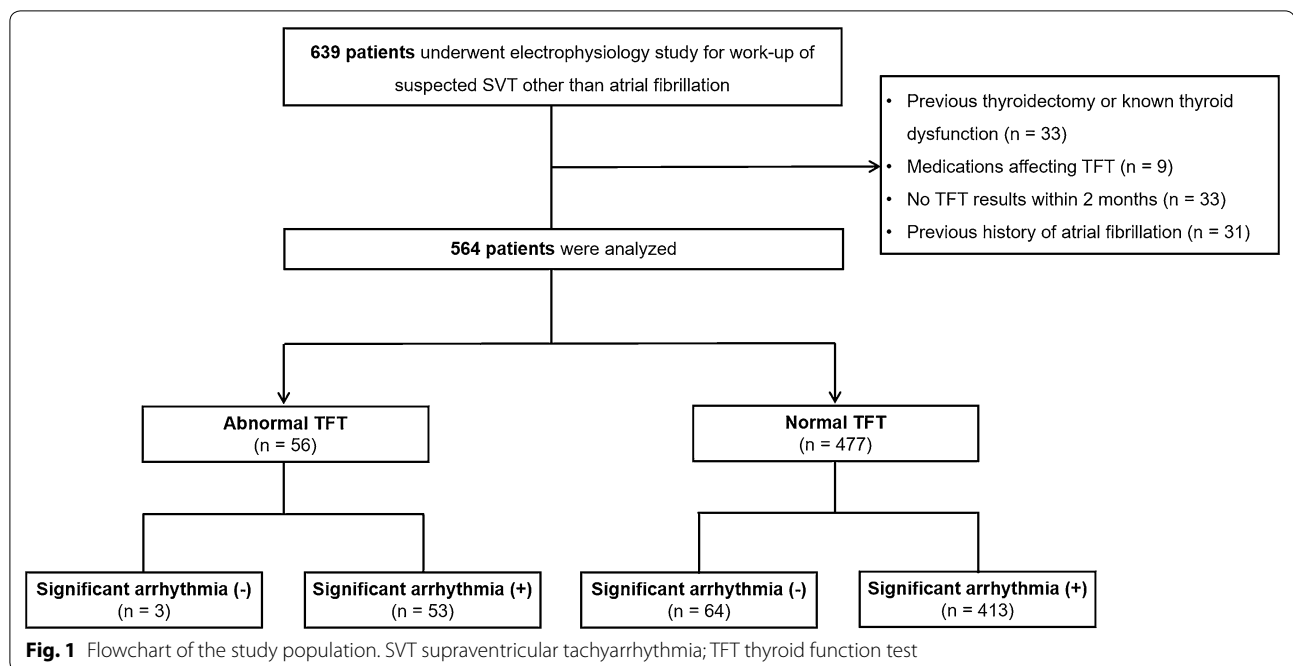 639 patients underwent electrophysiology study for work-up of
suspected SVT other than atrial fibrillation
• Previous thyroidectomy or known thyroid
dysfunction (n = 33)
• Medications affecting TFT (n = 9)
• No TFT results within 2 months (n = 33)
• Previous history of atrial fibrillation (n = 31)
564 patients were analyzed
Abnormal TFT
(n = 56)
Normal TFT
(n = 477)
Significant arrhythmia (-)
(n = 3)
Significant arrhythmia (+)
(n = 53)
Significant arrhythmia (-)
(n = 64)
Significant arrhythmia (+)
(n = 413)
Fig. 1 Flowchart of the study population. SVT supraventricular tachyarrhythmia; TFT thyroid function test